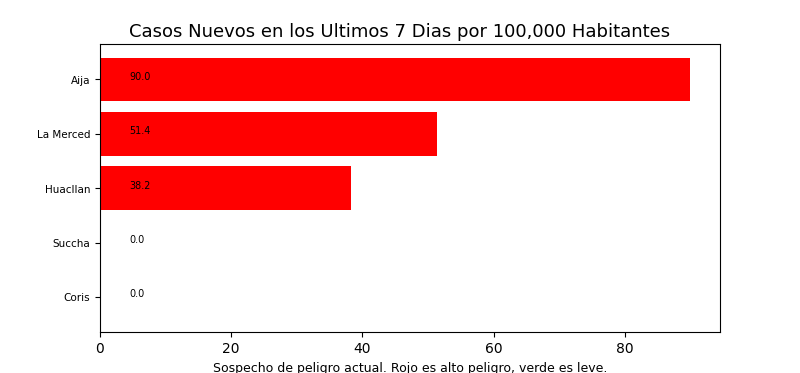 Casos Nuevos en los Ultimos 7 Dias por 100,000 Habitantes
Aija 90.0
La Merced 51.4
Huacllan 38.2
Succha 0.0
Coris 0.0
0 20 40 60 80
Sospecho de peligro actual. Rojo es alto peligro, verde es leve.